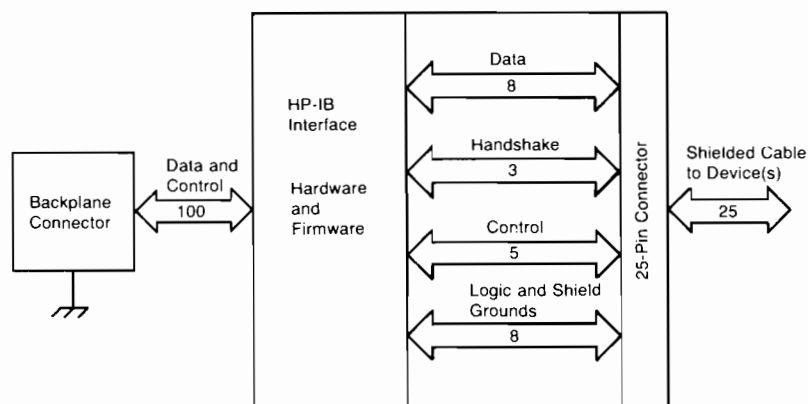 Backplane
Connector
Data and
Control
100
HP-IB
Interface
Hardware
and
Firmware
Data
8
Handshake
3
Control
5
Logic and Shield
Grounds
8
25-Pin Connector
Shielded Cable
to Device(s)
25